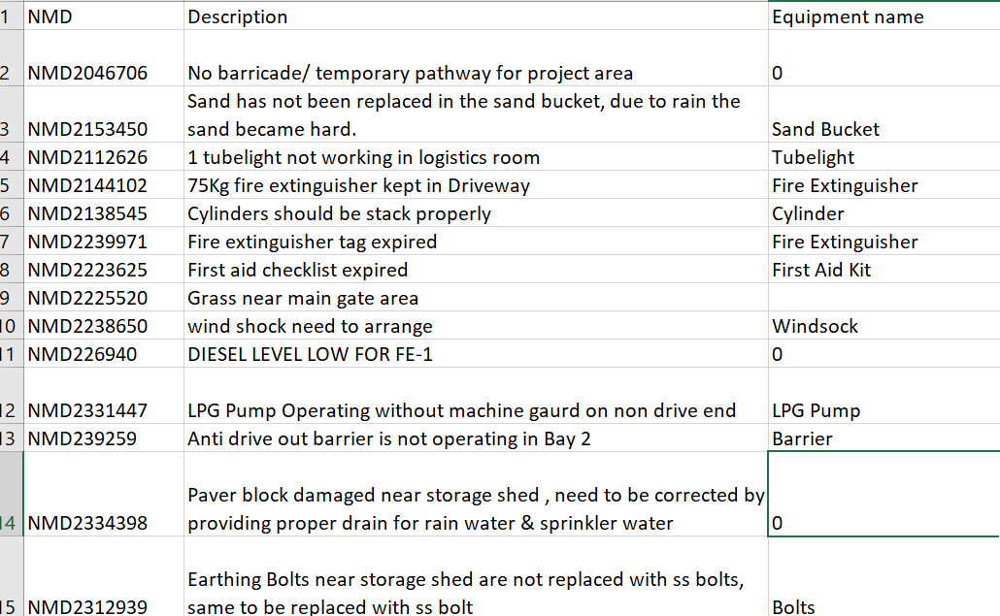 1 NMD Description Equipment name
2 NMD2046706 No barricade/ temporary pathway for project area 0
Sand has not been replaced in the sand bucket, due to rain the
3 NMD2153450 sand became hard. Sand Bucket
4 NMD2112626 1 tubelight not working in logistics room Tubelight
5 NMD2144102 75Kg fire extinguisher kept in Driveway Fire Extinguisher
6 NMD2138545 Cylinders should be stack properly Cylinder
7 NMD2239971 Fire extinguisher tag expired Fire Extinguisher
8 NMD2223625 First aid checklist expired First Aid Kit
9 NMD2225520 Grass near main gate area
10 NMD2238650 wind shock need to arrange Windsock
11 NMD226940 DIESEL LEVEL LOW FOR FE-1 0
12 NMD2331447 LPG Pump Operating without machine gaurd on non drive end LPG Pump
13 NMD239259 Anti drive out barrier is not operating in Bay 2 Barrier
Paver block damaged near storage shed , need to be corrected by
14 NMD2334398 providing proper drain for rain water & sprinkler water 0
Earthing Bolts near storage shed are not replaced with ss bolts,
15 NMD2312939 same to be replaced with ss bolt Bolts